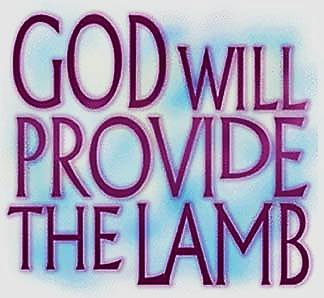 GOD WILL
PROVIDE
THE LAMB